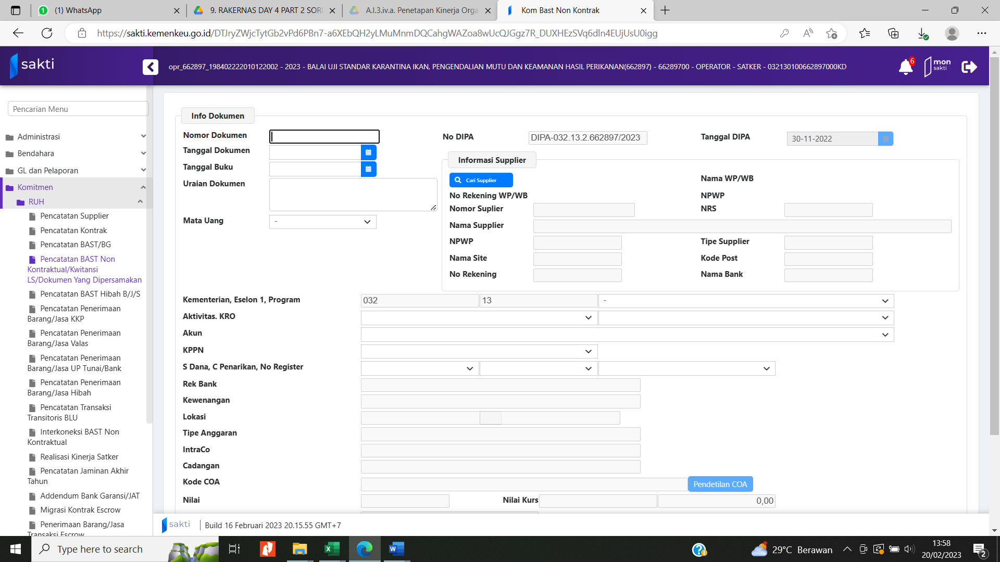 (1) WhatsApp
9. RAKERNAS DAY 4 PART 2 SOR
A.I.3.iv.a. Penetapan Kinerja Orga
Kom Bast Non Kontrak
https://sakti.kemenkeu.go.id/DTJryZWjcTytGb2vPd6PBn7-a6XEbQH2yLMuMnmDQCahgWAZoa8wUcQJGgz7R_DUXHEzSVq6dln4EUjUsU0igg
sakti
opr_662897_198402222010122002 - 2023 - BALAI UJI STANDAR KARANTINA IKAN, PENGENDALIAN MUTU DAN KEAMANAN HASIL PERIKANAN(662897) - 66289700 - OPERATOR - SATKER - 032130100662897000KD
6
mon
sakti
Pencarian Menu
Administrasi
Bendahara
GL dan Pelaporan
Komitmen
RUH
Pencatatan Supplier
Pencatatan Kontrak
Pencatatan BAST/BG
Pencatatan BAST Non
Kontraktual/Kwitansi
LS/Dokumen Yang Dipersamakan
Pencatatan BAST Hibah B/J/S
Pencatatan Penerimaan
Barang/Jasa KKP
Pencatatan Penerimaan
Barang/Jasa Valas
Pencatatan Penerimaan
Barang/Jasa UP Tunai/Bank
Pencatatan Penerimaan
Barang/Jasa Hibah
Pencatatan Transaksi
Transitoris BLU
Interkoneksi BAST Non
Kontraktual
Realisasi Kinerja Satker
Pencatatan Jaminan Akhir
Tahun
Addendum Bank Garansi/JAT
Migrasi Kontrak Escrow
Penerimaan Barang/Jasa
Transaksi Escrow
Info Dokumen
Nomor Dokumen
Tanggal Dokumen
Tanggal Buku
Uraian Dokumen
Mata Uang
-
No DIPA
DIPA-032.13.2.662897/2023
Tanggal DIPA
30-11-2022
Informasi Supplier
Cari Supplier
Nama WP/WB
No Rekening WP/WB
NPWP
Nomor Suplier
NRS
Nama Supplier
NPWP
Tipe Supplier
Nama Site
Kode Post
No Rekening
Nama Bank
Kementerian, Eselon 1, Program
032
13
-
Aktivitas. KRO
Akun
KPPN
S Dana, C Penarikan, No Register
Rek Bank
Kewenangan
Lokasi
Tipe Anggaran
IntraCo
Cadangan
Kode COA
Pendetilan COA
Nilai
Nilai Kurs
0,00
sakti
Build 16 Februari 2023 20.15.55 GMT+7
Type here to search
29°C Berawan
13:58
20/02/2023
2